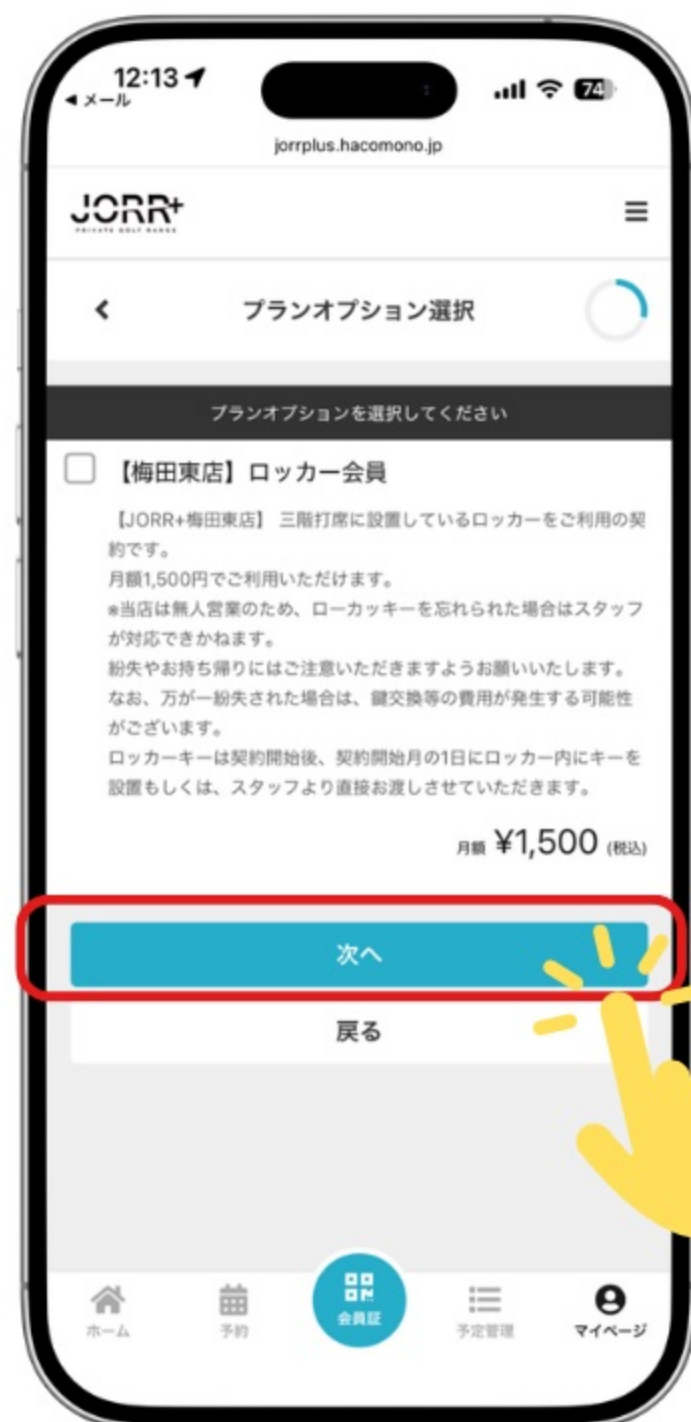 12:13
メール
74
jorrplus.hacomono.jp
JORR+
PRIVATE GOLF RANGE
プランオプション選択
プランオプションを選択してください
【梅田東店】ロッカー会員
【JORR+梅田東店】 三階打席に設置しているロッカーをご利用の契
約です。
月額1,500円でご利用いただけます。
※当店は無人営業のため、ローカッキーを忘れられた場合はスタッフ
が対応できかねます。
紛失やお持ち帰りにはご注意いただきますようお願いいたします。
なお、万が一紛失された場合は、鍵交換等の費用が発生する可能性
がございます。
ロッカーキーは契約開始後、契約開始月の1日にロッカー内にキーを
設置もしくは、スタッフより直接お渡しさせていただきます。
月額 ¥1,500 (税込)
次へ
戻る
ホーム
予約
会員証
予定管理
マイページ